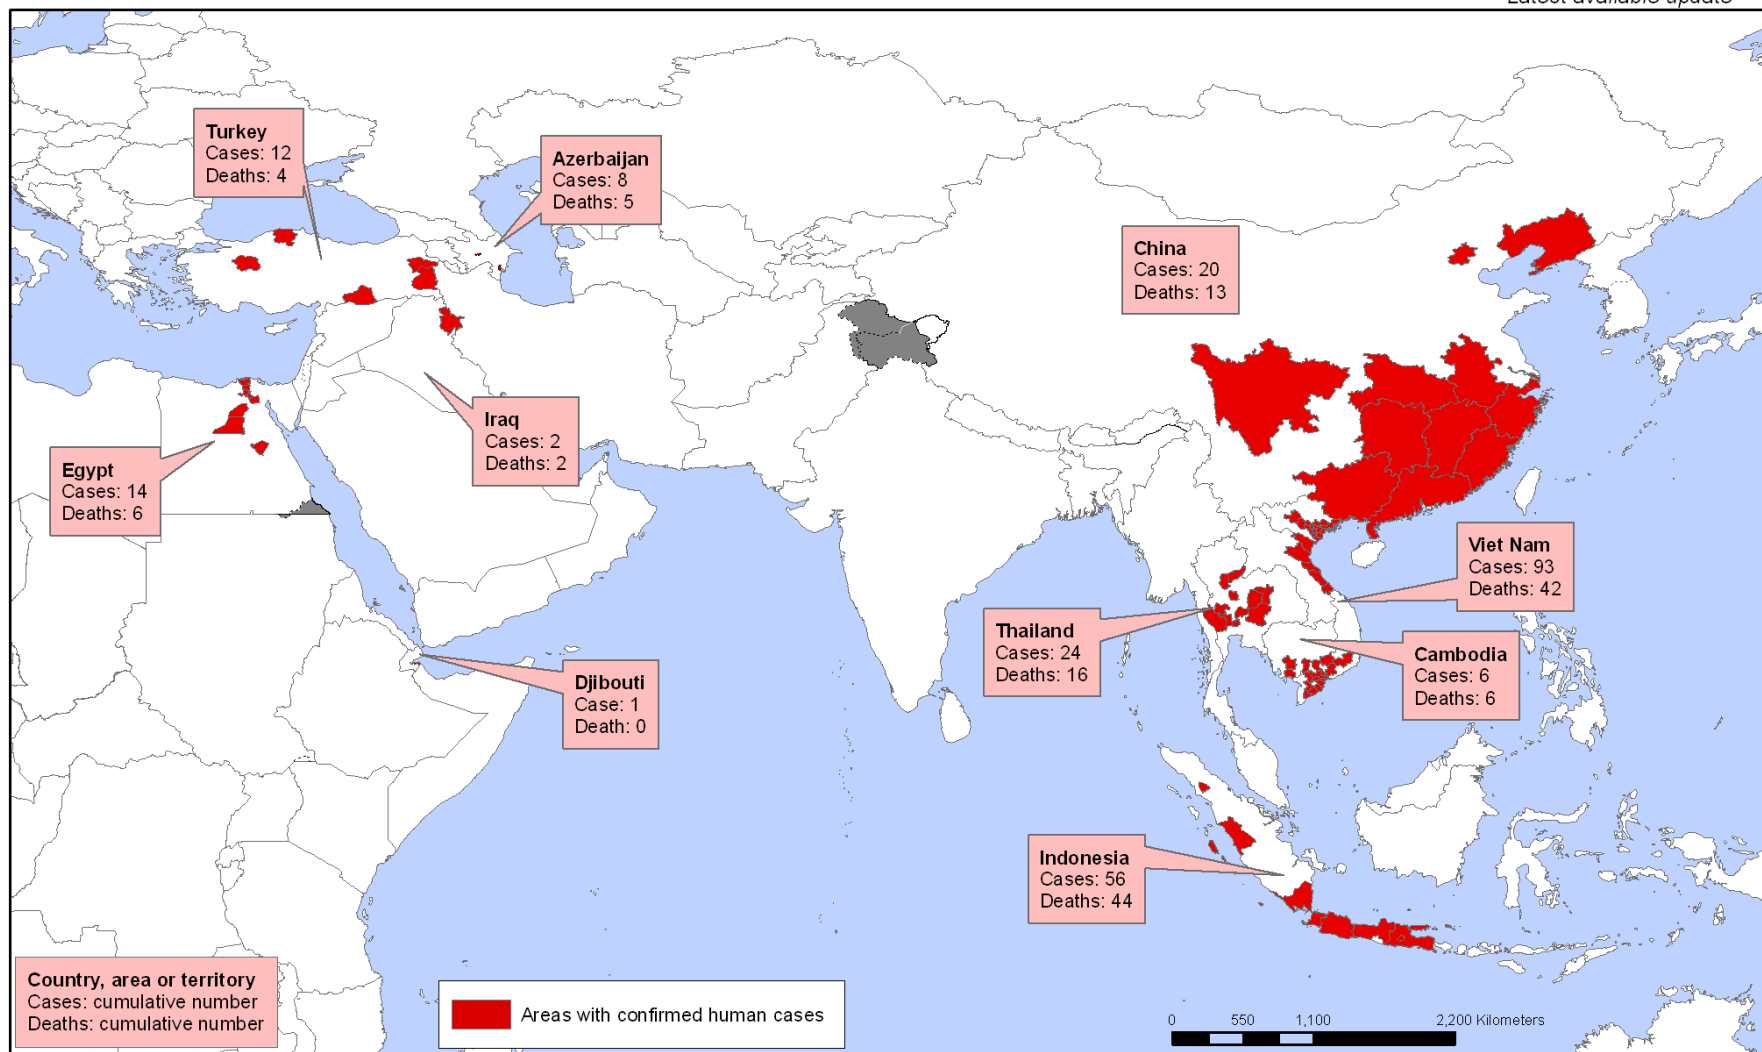 Latest available update
Turkey
Cases: 12
Deaths: 4
Azerbaijan
Cases: 8
Deaths: 5
China
Cases: 20
Deaths: 13
Iraq
Cases: 2
Deaths: 2
Egypt
Cases: 14
Deaths: 6
Viet Nam
Cases: 93
Deaths: 42
Thailand
Cases: 24
Deaths: 16
Cambodia
Cases: 6
Deaths: 6
Djibouti
Case: 1
Death: 0
Indonesia
Cases: 56
Deaths: 44
Country, area or territory
Cases: cumulative number
Deaths: cumulative number
Areas with confirmed human cases
0 550 1,100 2,200 Kilometers